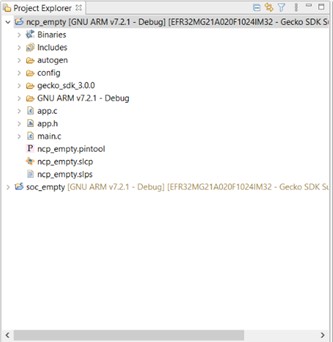 Project Explorer
ncp_empty [GNU ARM v7.2.1 - Debug] [EFR32MG21A020F1024IM32 - Gecko SDK Su
Binaries
Includes
autogen
config
gecko_sdk_3.0.0
GNU ARM v7.2.1 - Debug
app.c
app.h
main.c
ncp_empty.pintool
ncp_empty.slcp
ncp_empty.slps
soc_empty [GNU ARM v7.2.1 - Debug] [EFR32MG21A020F1024IM32 - Gecko SDK Su